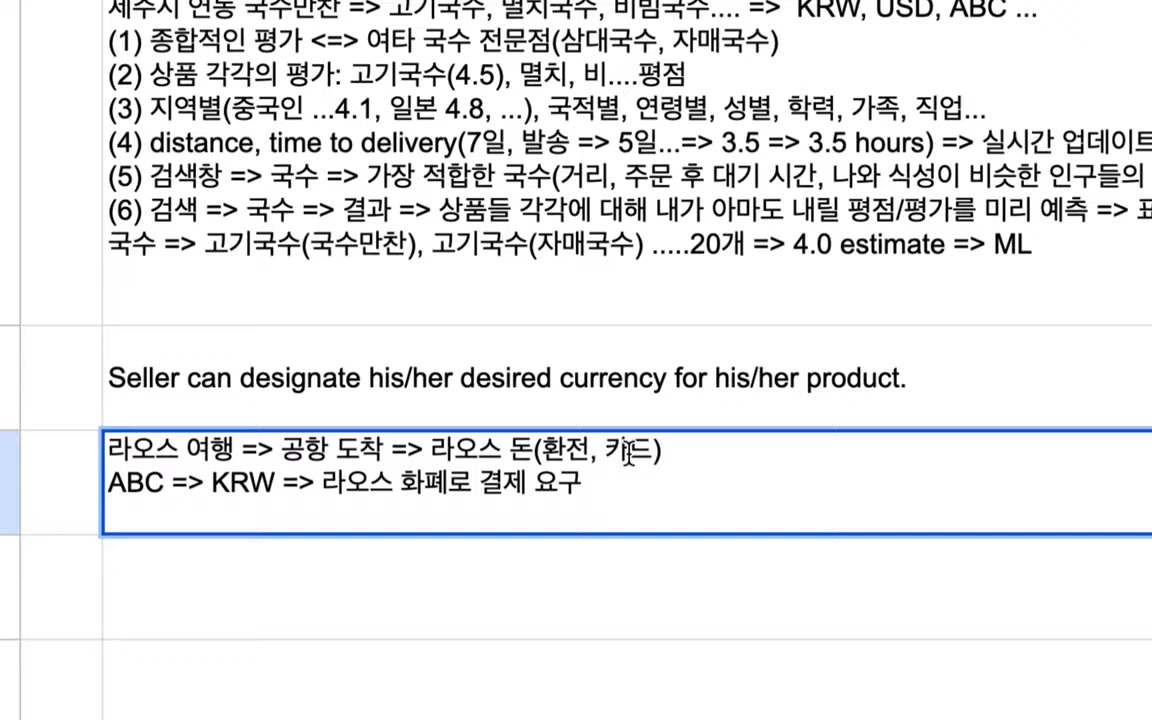 제주시 연동 국수만찬 => 고기국수, 멸치국수, 비빔국수.... => KRW, USD, ABC ...
(1) 종합적인 평가 <=> 여타 국수 전문점(삼대국수, 자매국수)
(2) 상품 각각의 평가: 고기국수(4.5), 멸치, 비....평점
(3) 지역별(중국인 ...4.1, 일본 4.8, ...), 국적별, 연령별, 성별, 학력, 가족, 직업...
(4) distance, time to delivery(7일, 발송 => 5일...=> 3.5 => 3.5 hours) => 실시간 업데이트
(5) 검색창 => 국수 => 가장 적합한 국수(거리, 주문 후 대기 시간, 나와 식성이 비슷한 인구들의
(6) 검색 => 국수 => 결과 => 상품들 각각에 대해 내가 아마도 내릴 평점/평가를 미리 예측 =>
국수 => 고기국수(국수만찬), 고기국수(자매국수) .....20개 => 4.0 estimate => ML
Seller can designate his/her desired currency for his/her product.
라오스 여행 => 공항 도착 => 라오스 돈(환전, 카드)
ABC => KRW => 라오스 화폐로 결제 요구